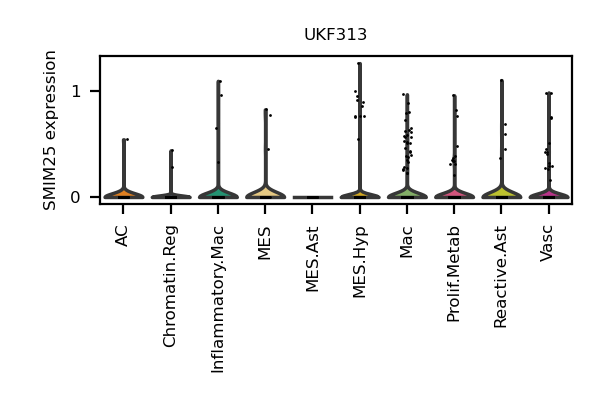 UKF313
SMIM25 expression
1
0
AC
Chromatin.Reg
Inflammatory.Mac
MES
MES.Ast
MES.Hyp
Mac
Prolif.Metab
Reactive.Ast
Vasc